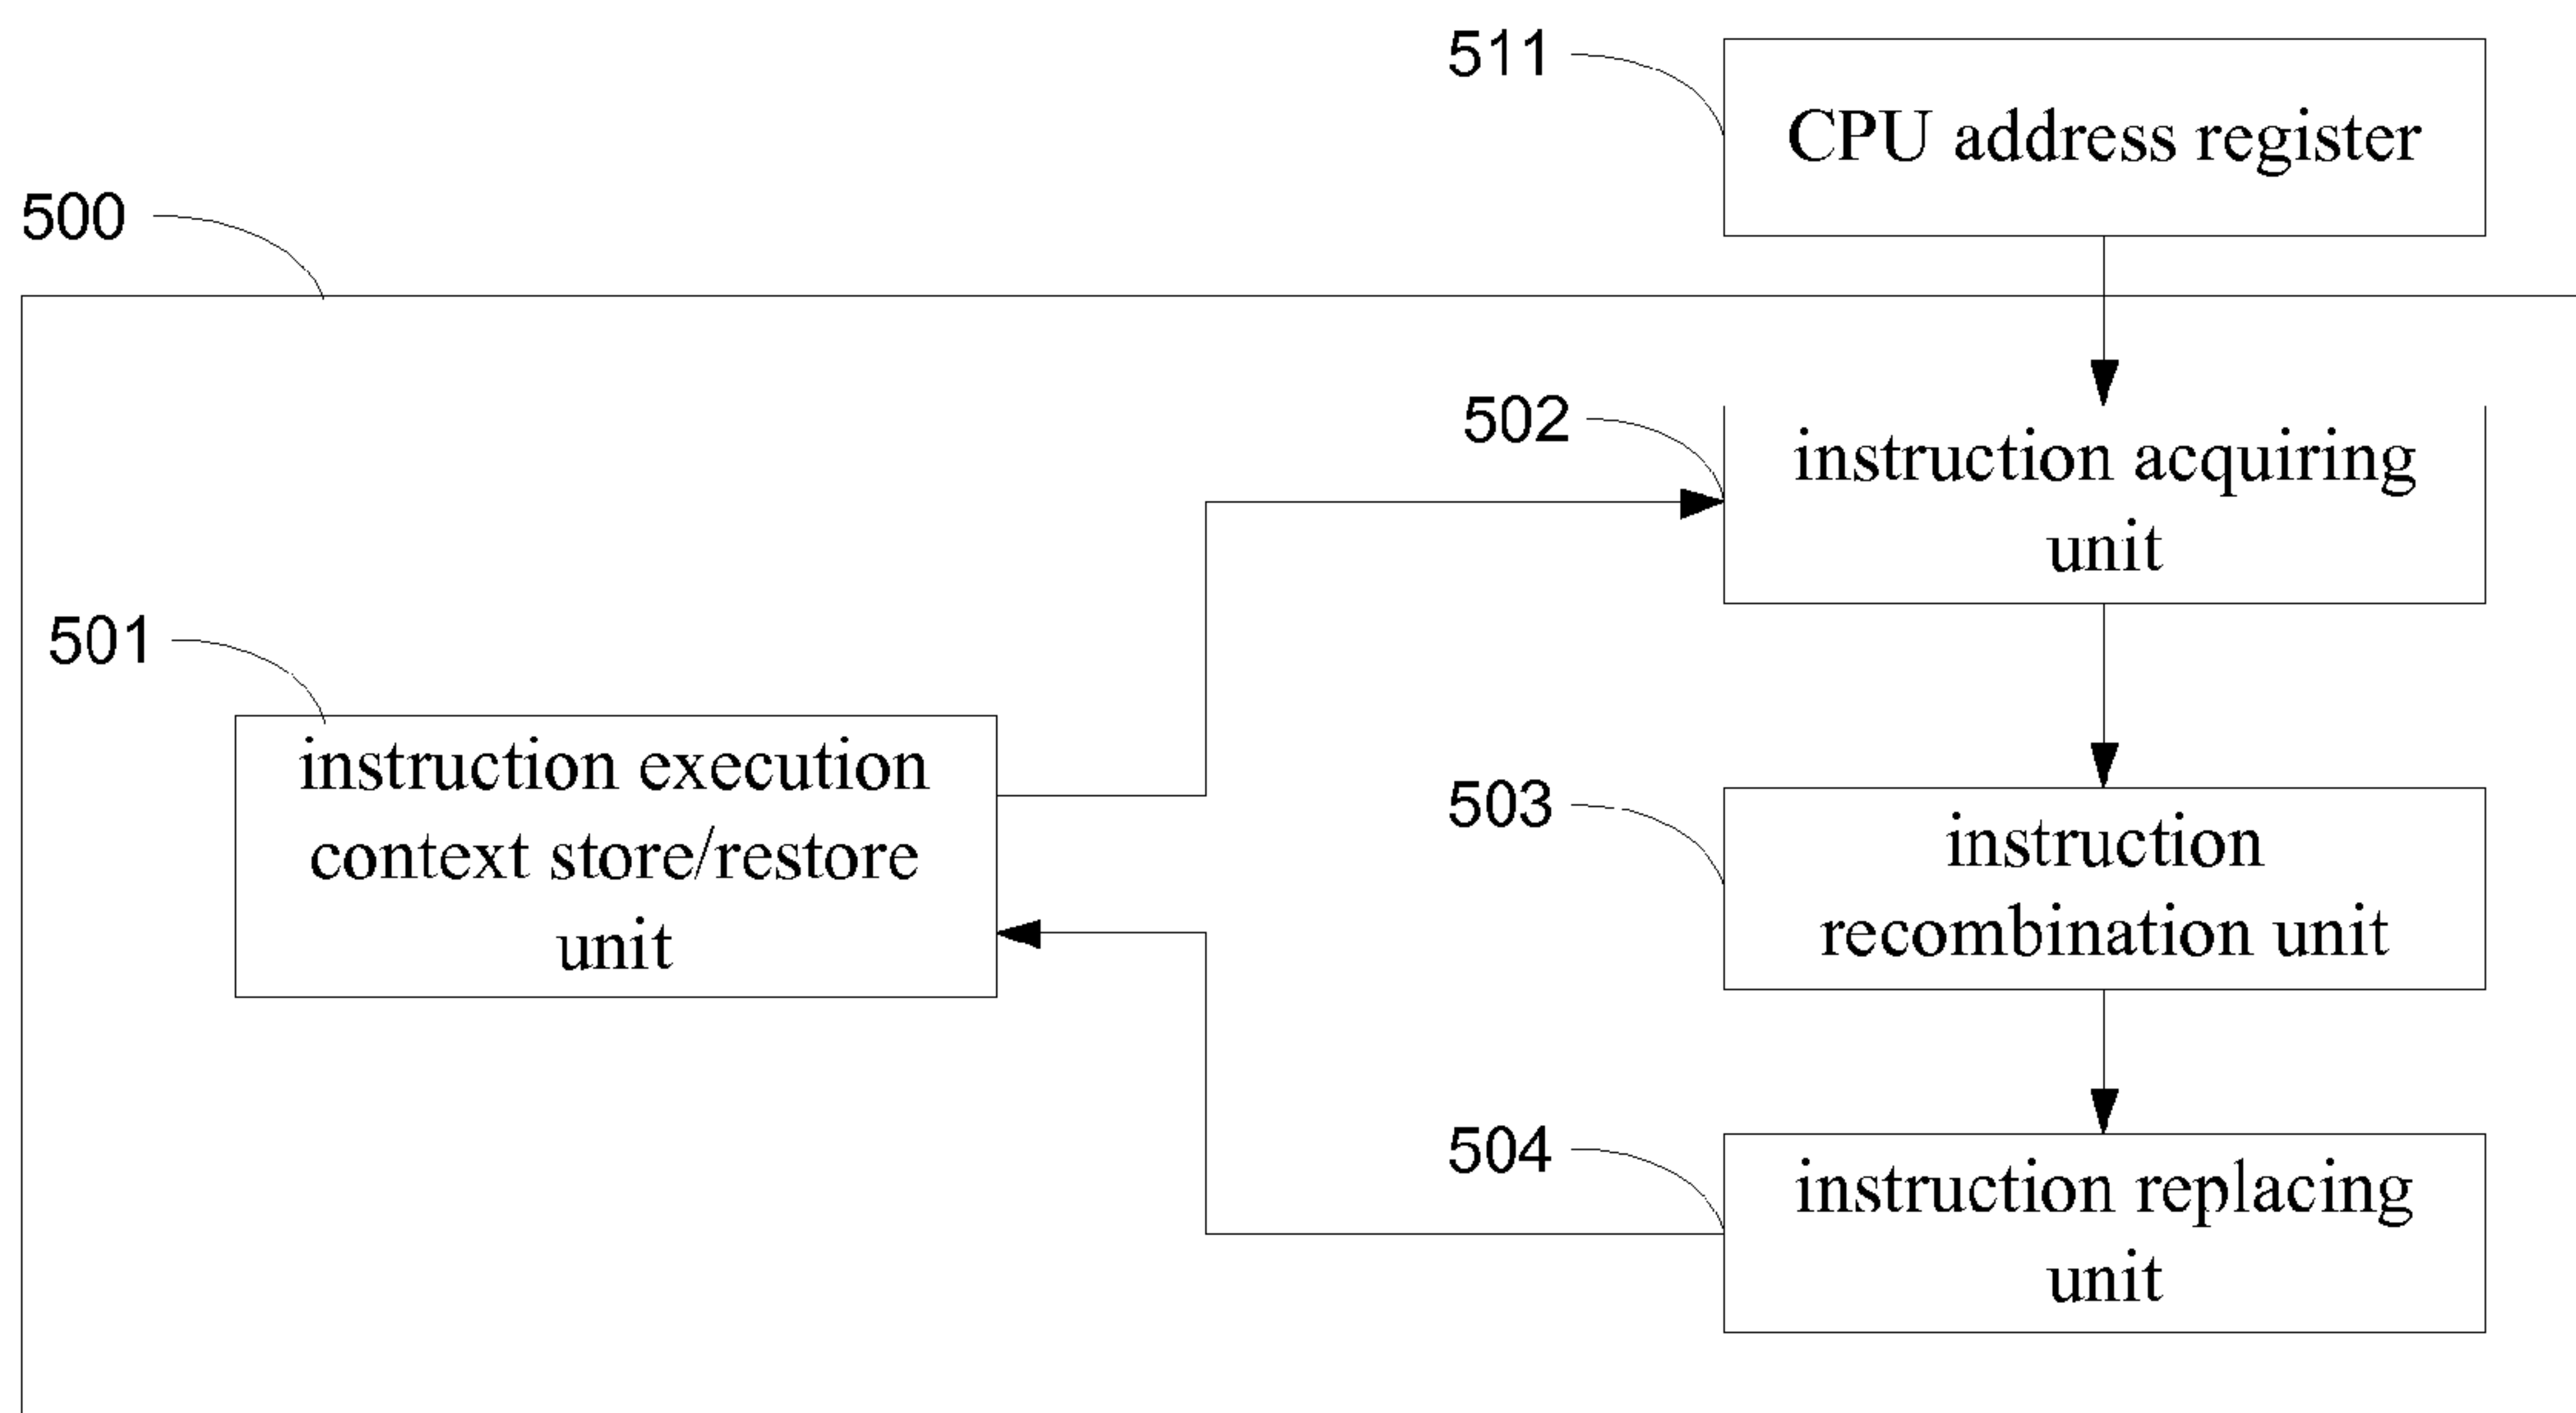 511
CPU address register
500
502
instruction acquiring
unit
501
instruction execution
context store/restore
unit
503
instruction
recombination unit
504
instruction replacing
unit